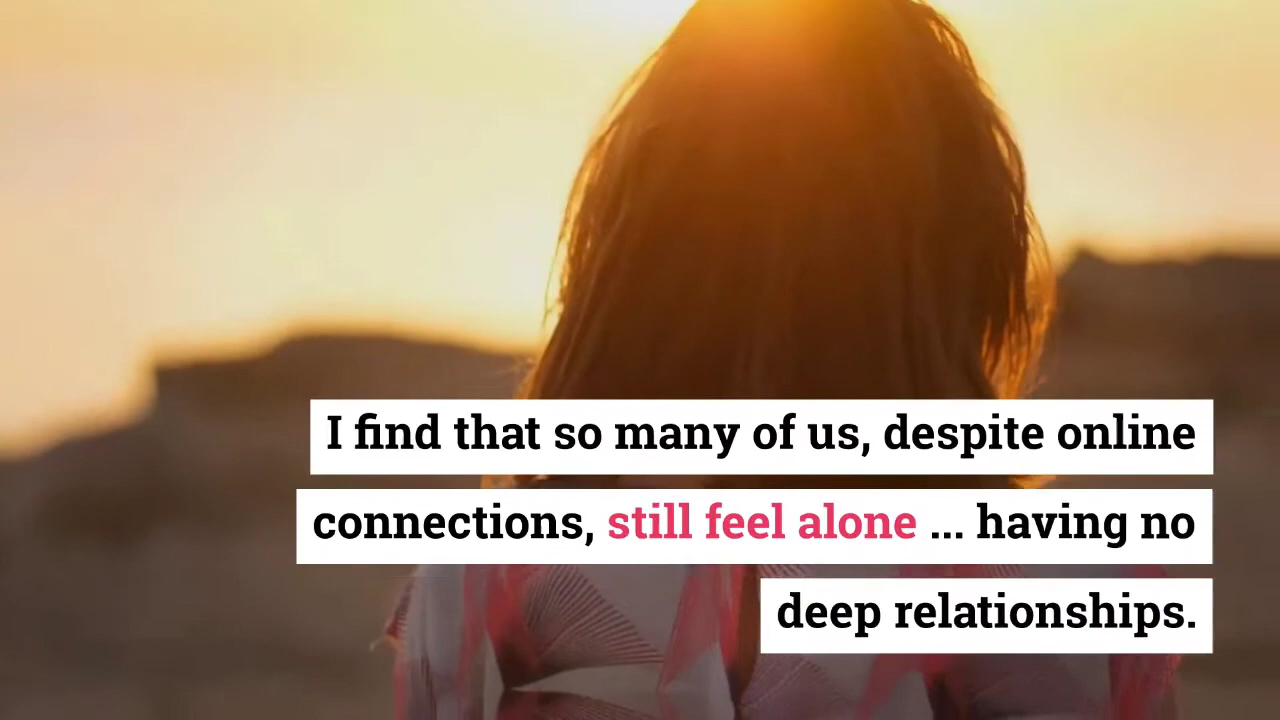 I find that so many of us, despite online
connections, still feel alone ... having no
deep relationships.